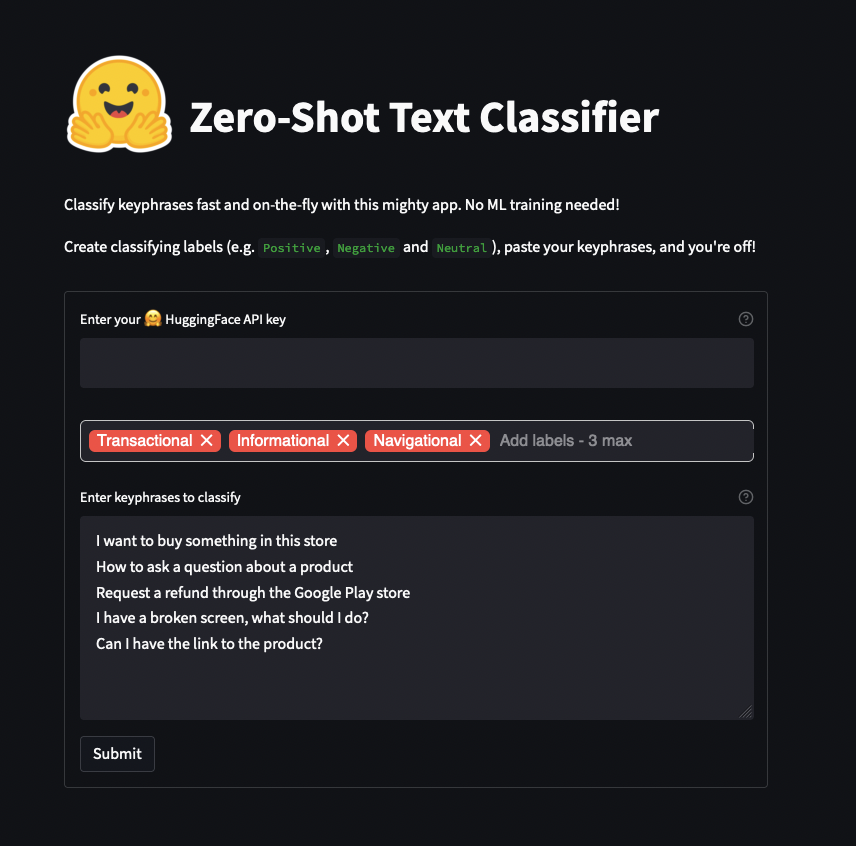 Zero-Shot Text Classifier
Classify keyphrases fast and on-the-fly with this mighty app. No ML training needed!
Create classifying labels (e.g. Positive, Negative and Neutral), paste your keyphrases, and you're off!
Enter your 🤗 HuggingFace API key
Transactional Informational Navigational Add labels - 3 max
Enter keyphrases to classify
I want to buy something in this store
How to ask a question about a product
Request a refund through the Google Play store
I have a broken screen, what should I do?
Can I have the link to the product?
Submit